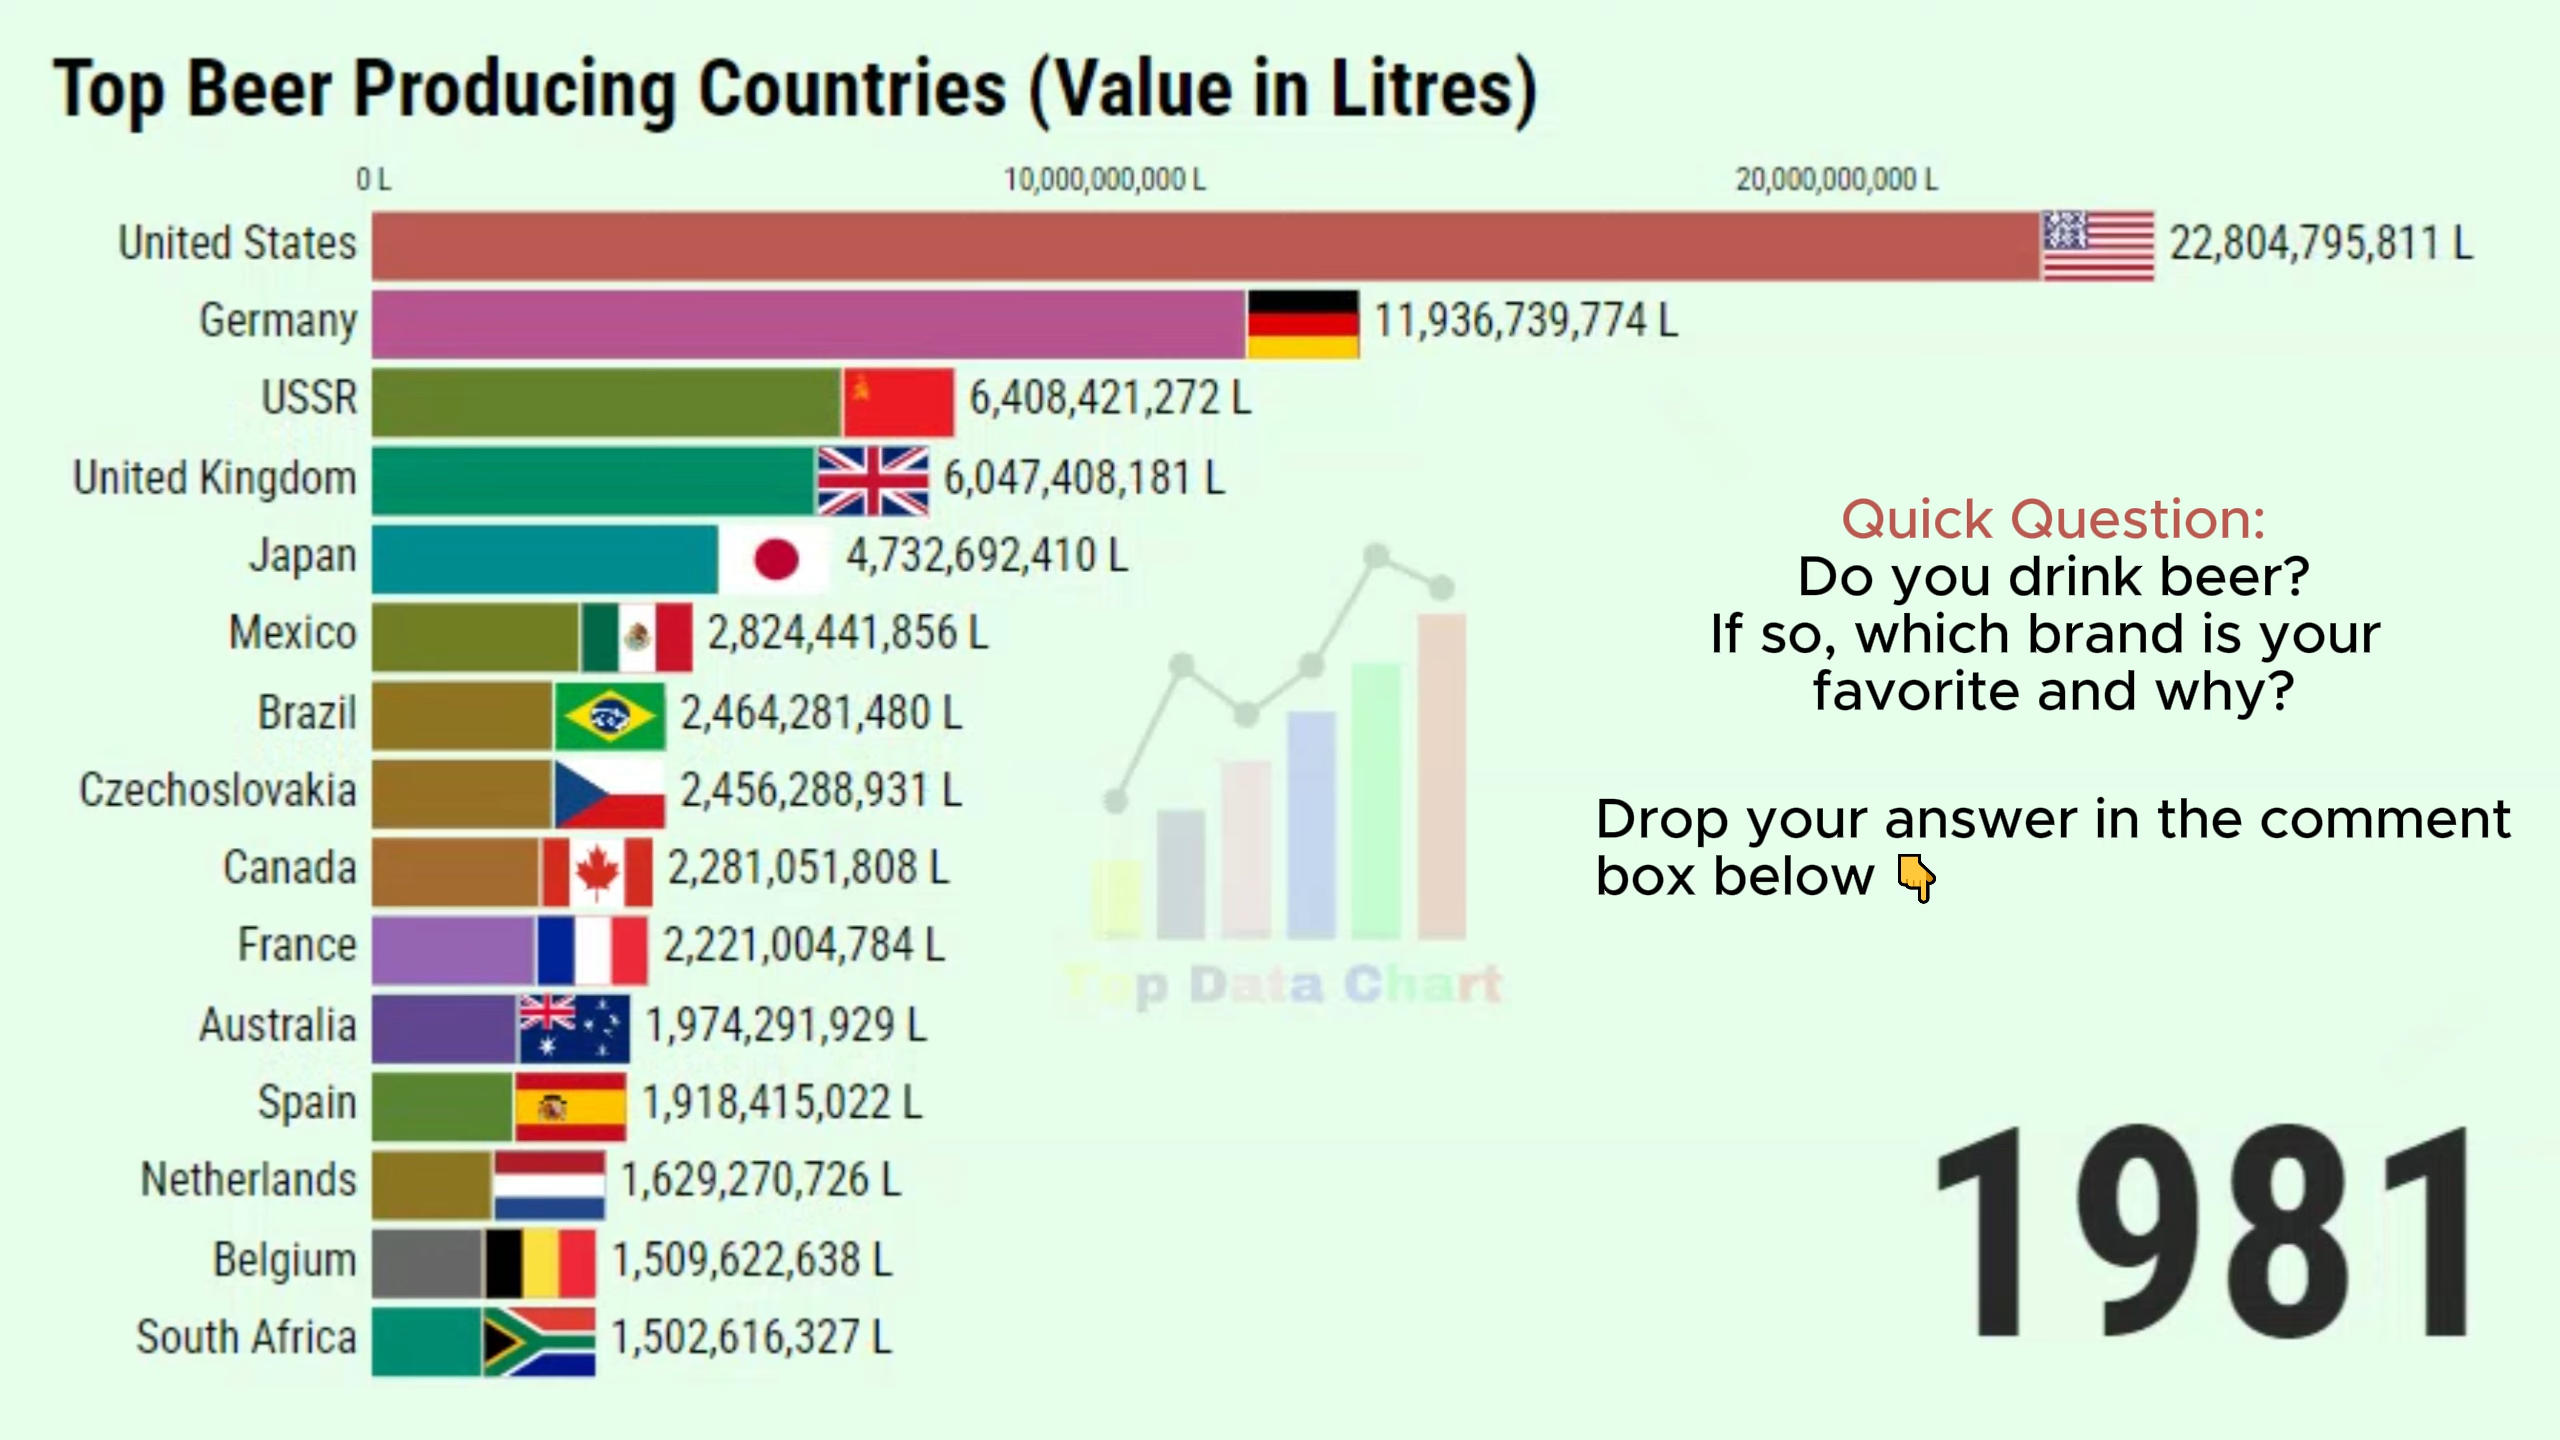 Top Beer Producing Countries (Value in Litres)
0 L 10,000,000,000 L 20,000,000,000 L
United States 22,804,795,811 L
Germany 11,936,739,774 L
USSR 6,408,421,272 L
United Kingdom 6,047,408,181 L
Japan 4,732,692,410 L
Mexico 2,824,441,856 L
Brazil 2,464,281,480 L
Czechoslovakia 2,456,288,931 L
Canada 2,281,051,808 L
France 2,221,004,784 L
Australia 1,974,291,929 L
Spain 1,918,415,022 L
Netherlands 1,629,270,726 L
Belgium 1,509,622,638 L
South Africa 1,502,616,327 L
Top Data Chart
Quick Question:
Do you drink beer?
If so, which brand is your
favorite and why?
Drop your answer in the comment
box below 👇
1981